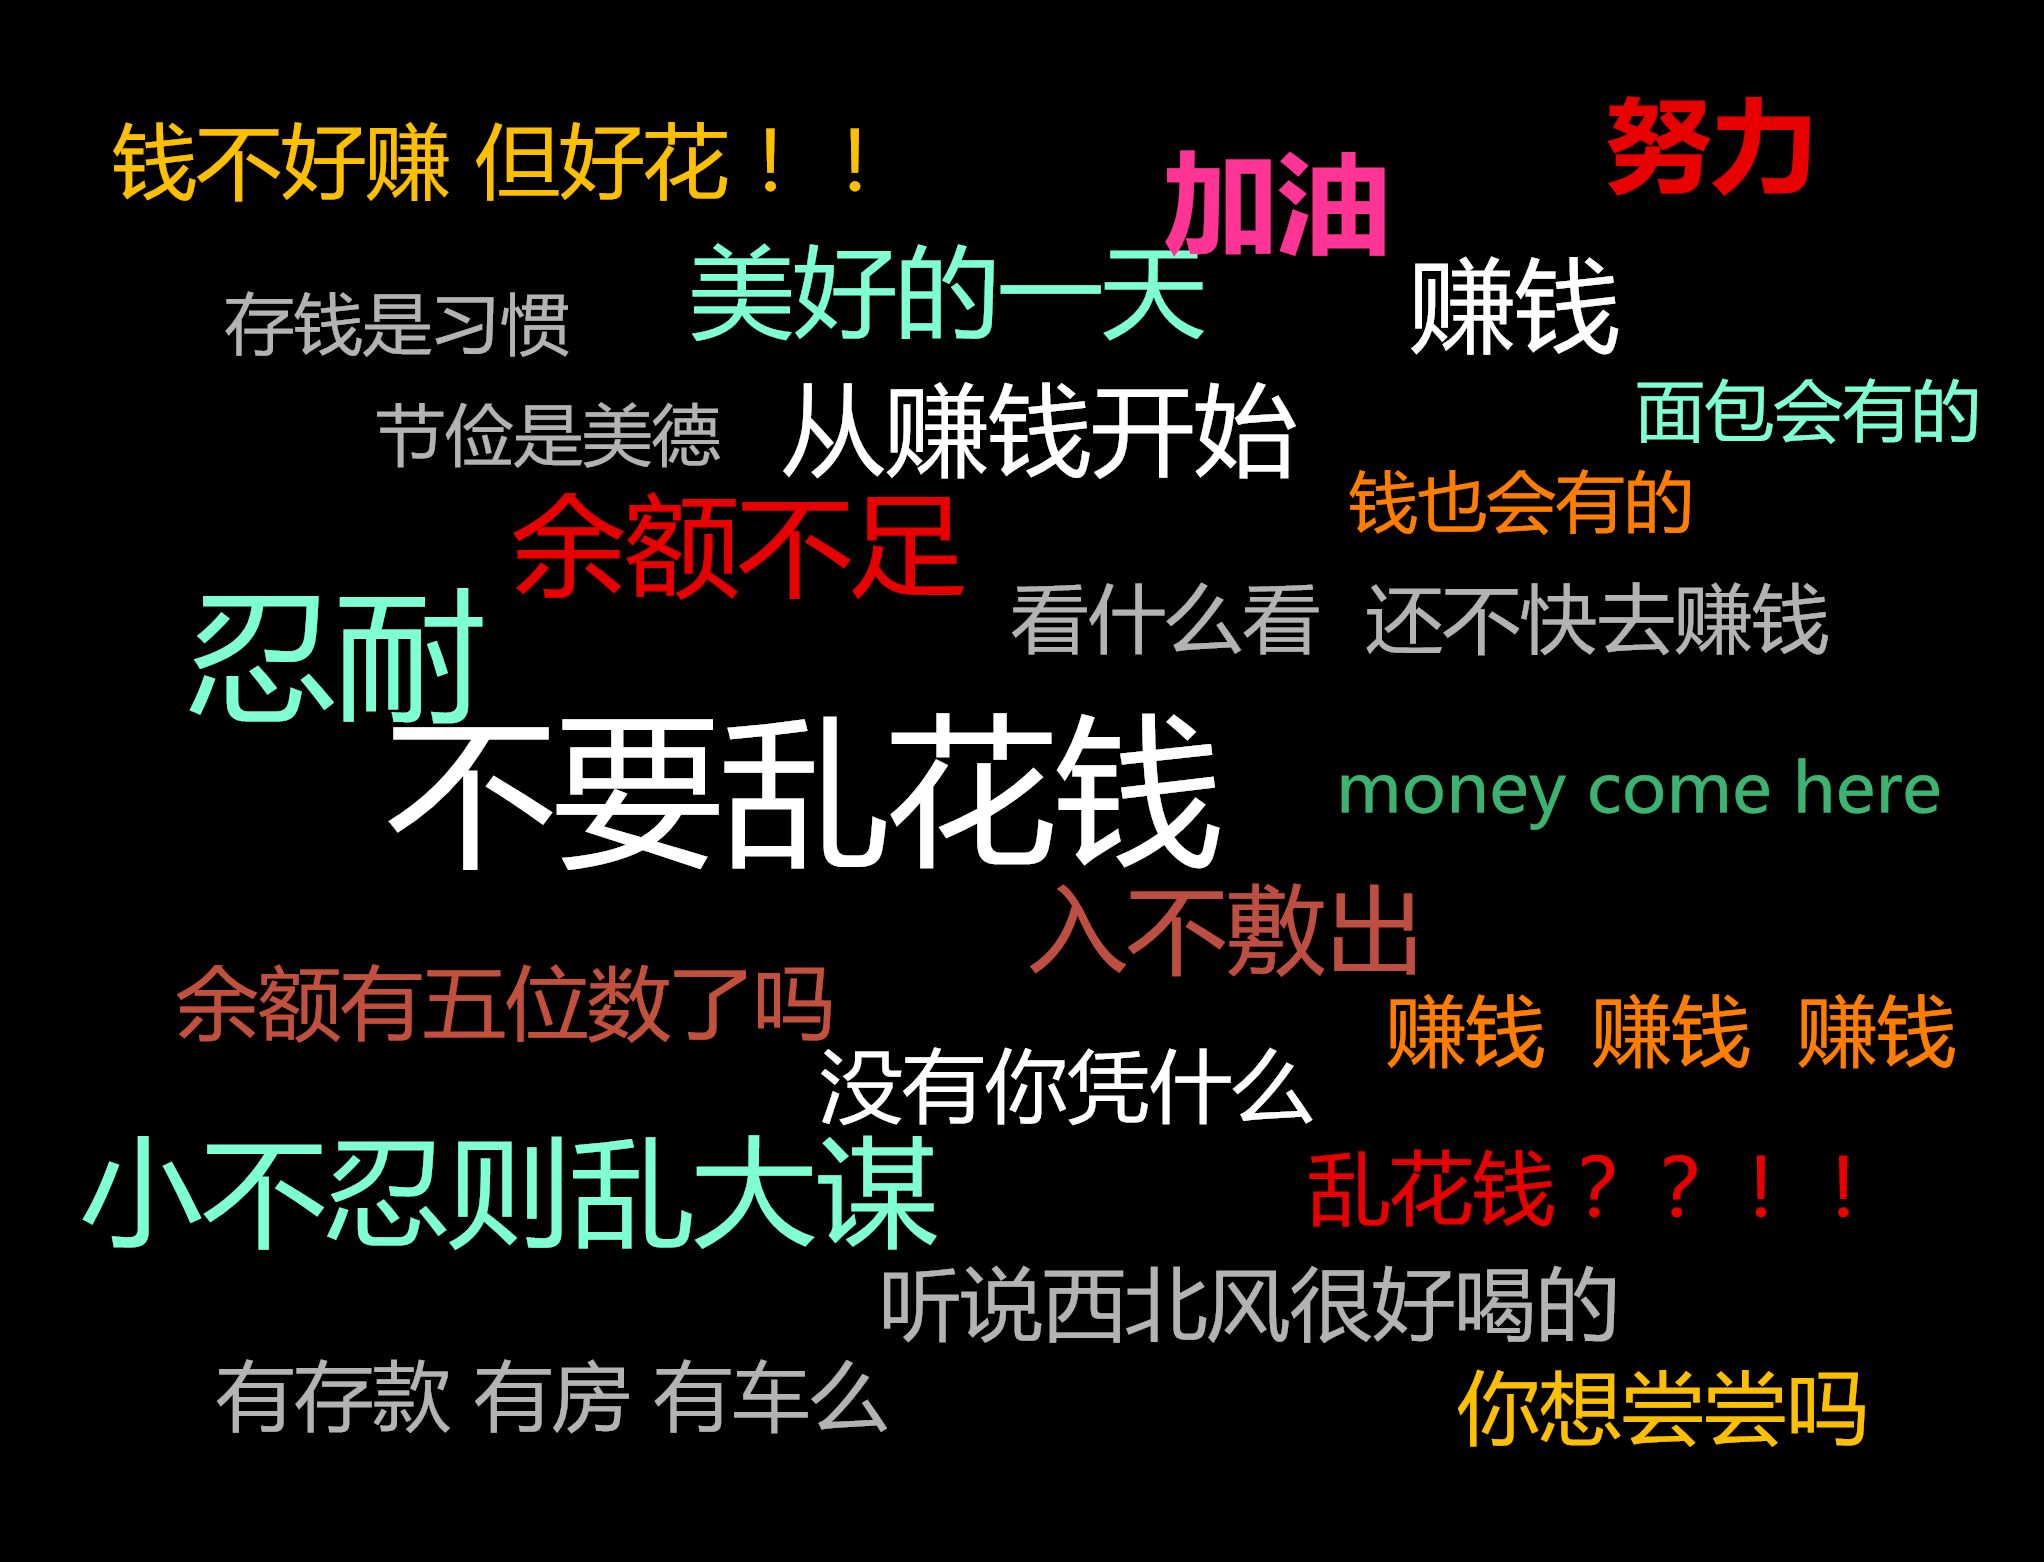 钱不好赚 但好花！！
努力
加油
美好的一天
赚钱
存钱是习惯
从赚钱开始
面包会有的
节俭是美德
钱也会有的
余额不足
看什么看 还不快去赚钱
忍耐
不要乱花钱
money come here
入不敷出
余额有五位数了吗
赚钱 赚钱 赚钱
没有你凭什么
小不忍则乱大谋
乱花钱？？！！
听说西北风很好喝的
有存款 有房 有车么
你想尝尝吗